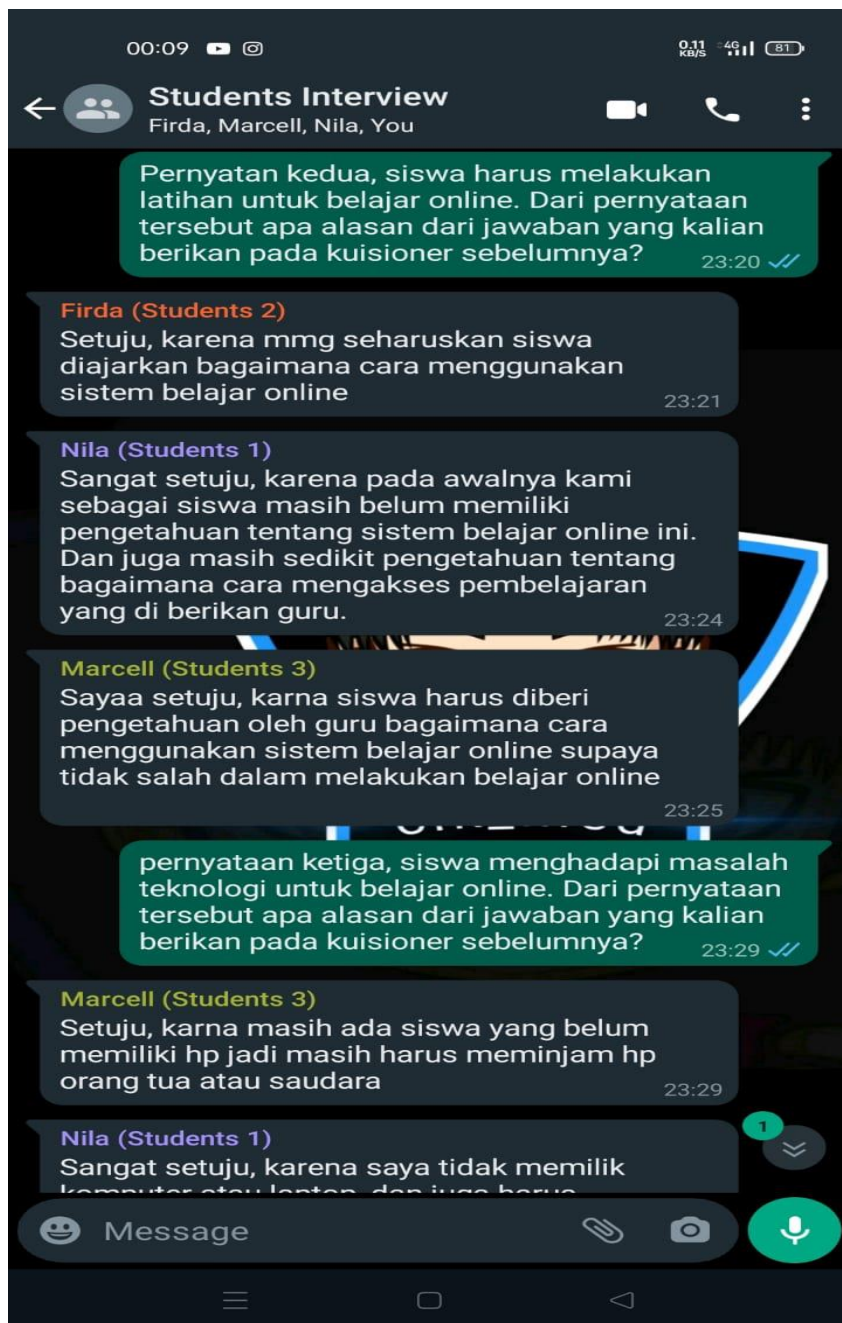 00:09
0.11 KB/S 4G 81
Students Interview
Firda, Marcell, Nila, You
Pernyatan kedua, siswa harus melakukan
latihan untuk belajar online. Dari pernyataan
tersebut apa alasan dari jawaban yang kalian
berikan pada kuisioner sebelumnya?
23:20
Firda (Students 2)
Setuju, karena mmg seharuskan siswa
diajarkan bagaimana cara menggunakan
sistem belajar online
23:21
Nila (Students 1)
Sangat setuju, karena pada awalnya kami
sebagai siswa masih belum memiliki
pengetahuan tentang sistem belajar online ini.
Dan juga masih sedikit pengetahuan tentang
bagaimana cara mengakses pembelajaran
yang di berikan guru.
23:24
Marcell (Students 3)
Sayaa setuju, karna siswa harus diberi
pengetahuan oleh guru bagaimana cara
menggunakan sistem belajar online supaya
tidak salah dalam melakukan belajar online
23:25
pernyataan ketiga, siswa menghadapi masalah
teknologi untuk belajar online. Dari pernyataan
tersebut apa alasan dari jawaban yang kalian
berikan pada kuisioner sebelumnya?
23:29
Marcell (Students 3)
Setuju, karna masih ada siswa yang belum
memiliki hp jadi masih harus meminjam hp
orang tua atau saudara
23:29
Nila (Students 1)
Sangat setuju, karena saya tidak memilik
komputer atau laptop, dan juga harus
1
Message